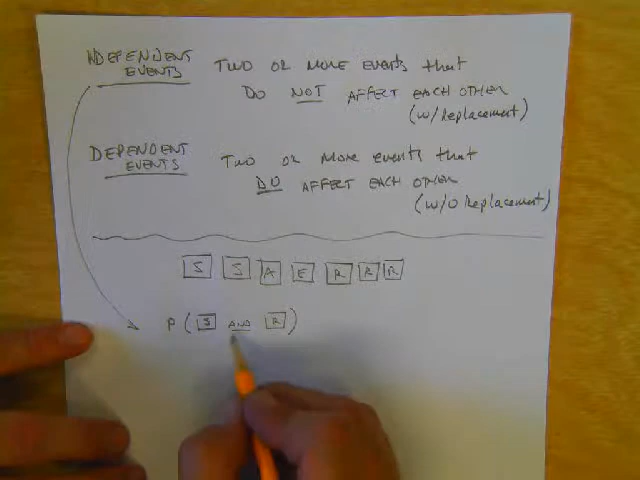 INDEPENDENT
EVENTS
TWO OR MORE EVENTS that
DO NOT AFFECT EACH OTHER
(W/ Replacement)
DEPENDENT
EVENTS
TWO OR MORE EVENTS that
DO AFFECT EACH OTHER
(W/O Replacement)
S S A E R R R
P ( S AND R )